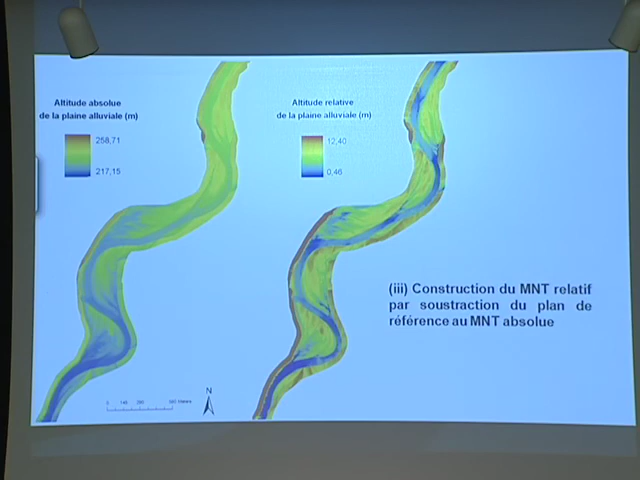 Altitude absolue
de la plaine alluviale (m)
258,71
217,15
Altitude relative
de la plaine alluviale (m)
12,40
0,46
(iii) Construction du MNT relatif
par soustraction du plan de
référence au MNT absolue
N